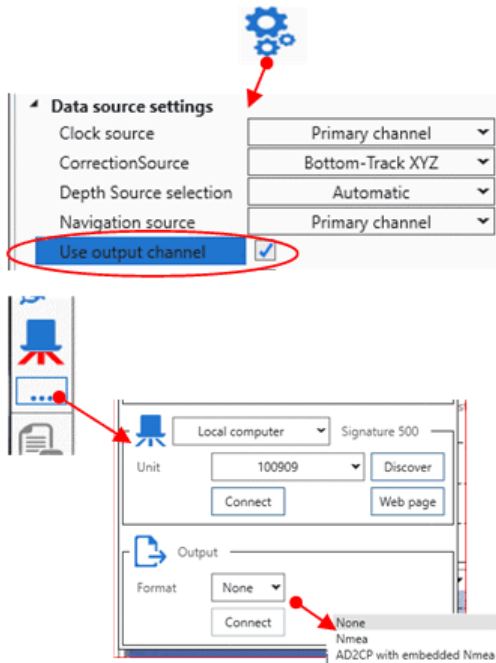 Data source settings
Clock source Primary channel
CorrectionSource Bottom-Track XYZ
Depth Source selection Automatic
Navigation source Primary channel
Use output channel
...
Local computer Signature 500
Unit 100909 Discover
Connect Web page
Output
Format None
Connect
None
Nmea
AD2CP with embedded Nmea